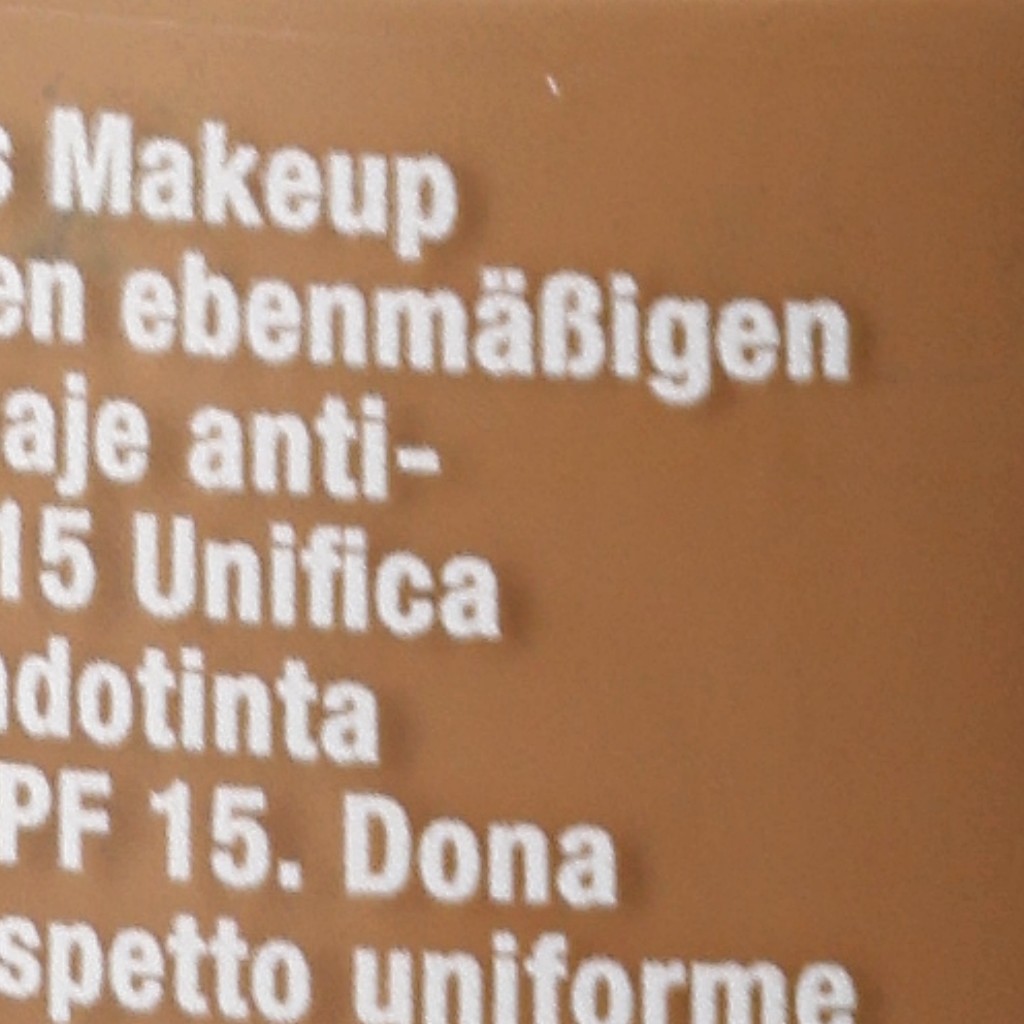 s Makeup
en ebenmäßigen
aje anti-
15 Unifica
dotinta
PF 15. Dona
spetto uniforme